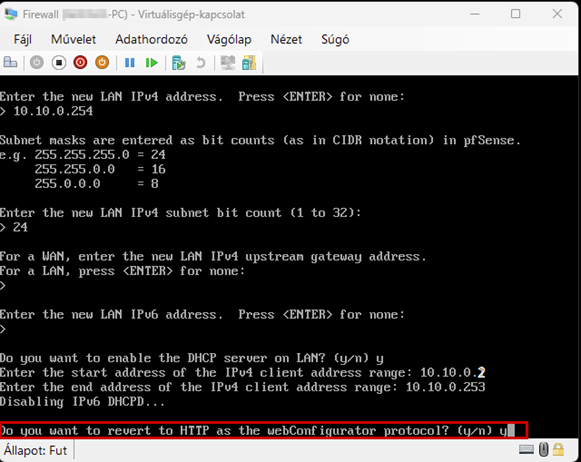 Firewall -PC) - Virtuálisgép-kapcsolat
Fájl Művelet Adathordozó Vágólap Nézet Súgó
Enter the new LAN IPv4 address.  Press <ENTER> for none:
> 10.10.0.254
Subnet masks are entered as bit counts (as in CIDR notation) in pfSense.
e.g. 255.255.255.0 = 24
255.255.0.0   = 16
255.0.0.0     = 8
Enter the new LAN IPv4 subnet bit count (1 to 32):
> 24
For a WAN, enter the new LAN IPv4 upstream gateway address.
For a LAN, press <ENTER> for none:
>
Enter the new LAN IPv6 address.  Press <ENTER> for none:
>
Do you want to enable the DHCP server on LAN? (y/n) y
Enter the start address of the IPv4 client address range: 10.10.0.2
Enter the end address of the IPv4 client address range: 10.10.0.253
Disabling IPv6 DHCPD...
Do you want to revert to HTTP as the webConfigurator protocol? (y/n) y
Állapot: Fut